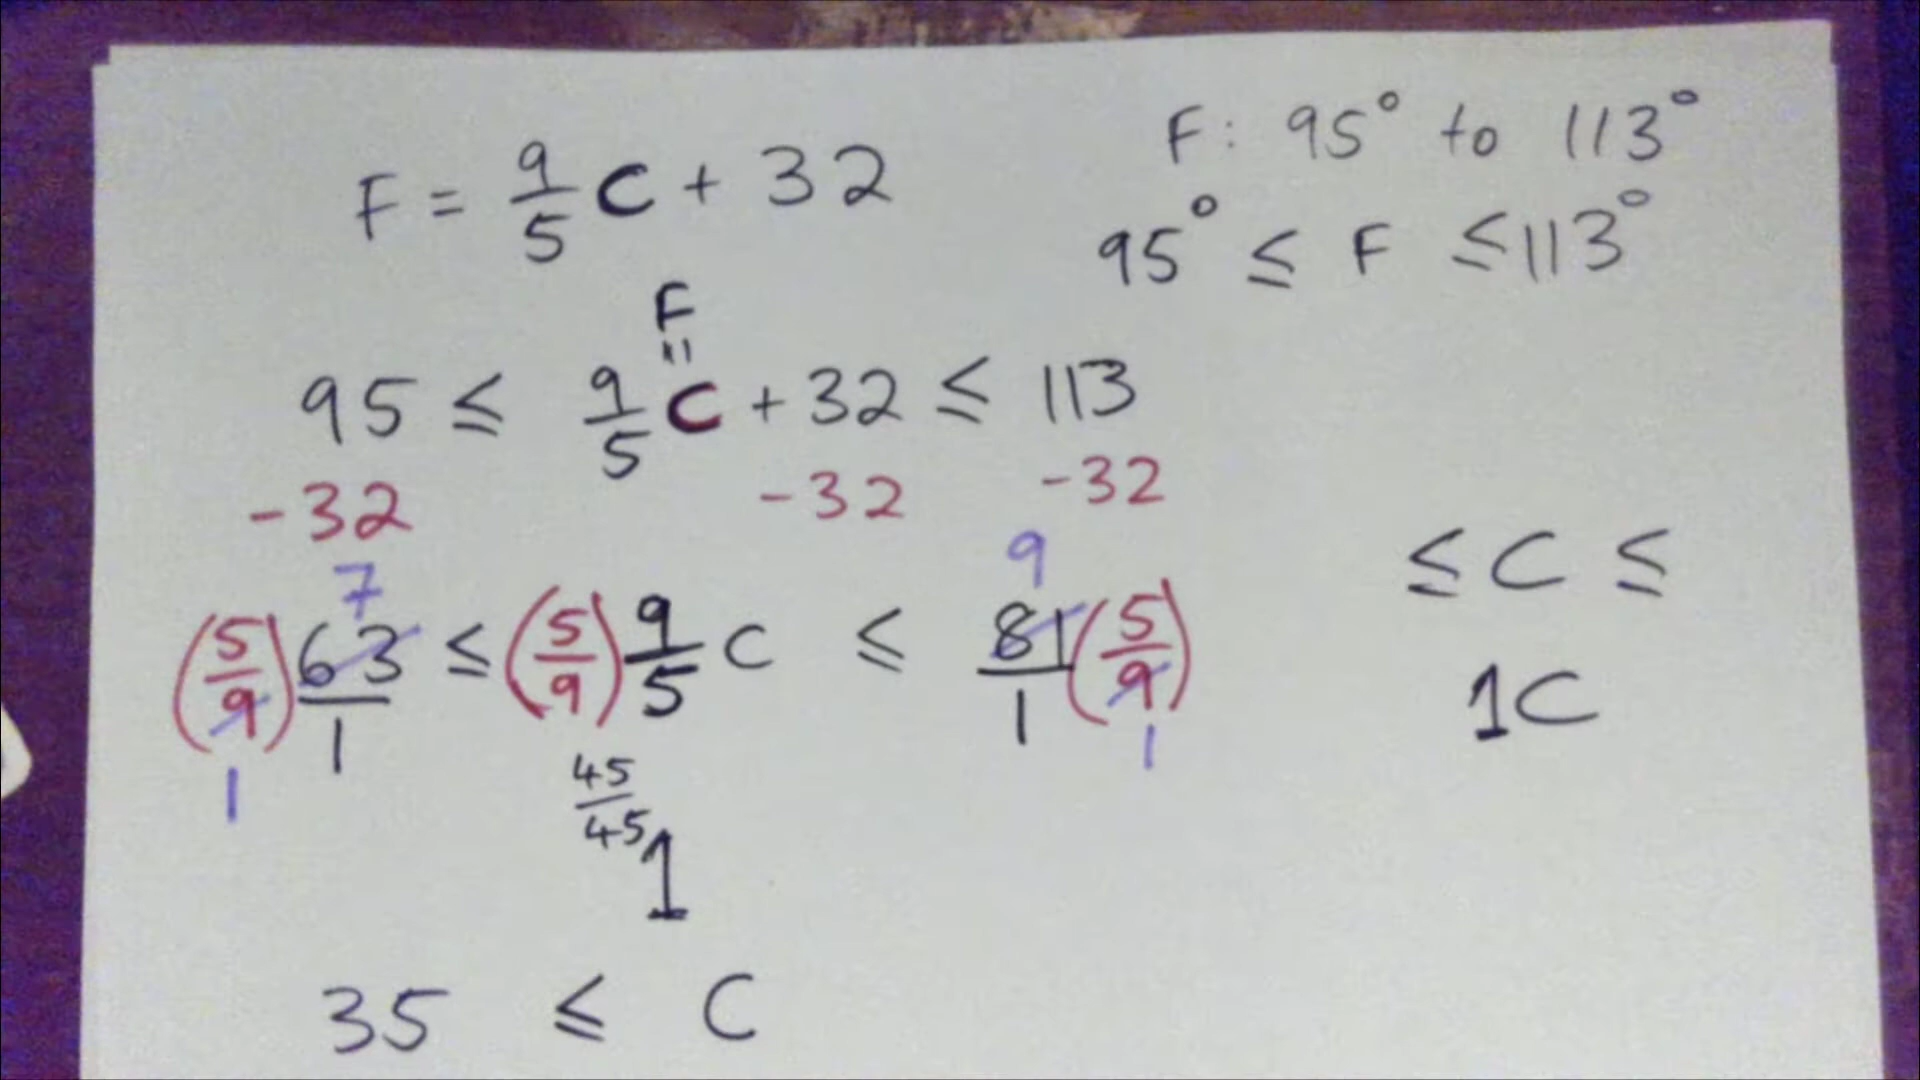 F = 9/5 C + 32
F: 95° to 113°
95° ≤ F ≤ 113°
F
=
95 ≤ 9/5 C + 32 ≤ 113
-32 -32 -32
7 9
(5/9) 63/1 ≤ (5/9) 9/5 C ≤ 81/1 (5/9)
1 1
45/45 1
≤ C ≤
1C
35 ≤ C